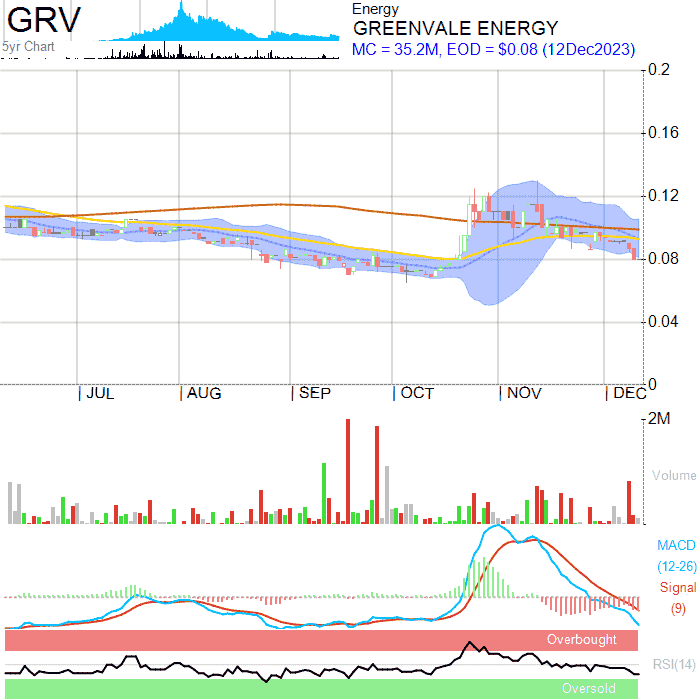 GRV
5yr Chart
Energy
GREENVALE ENERGY
MC = 35.2M, EOD = $0.08 (12Dec2023)
0.2
0.16
0.12
0.08
0.04
0
JUL AUG SEP OCT NOV DEC
2M
Volume
MACD
(12-26)
Signal
(9)
Overbought
RSI(14)
Oversold